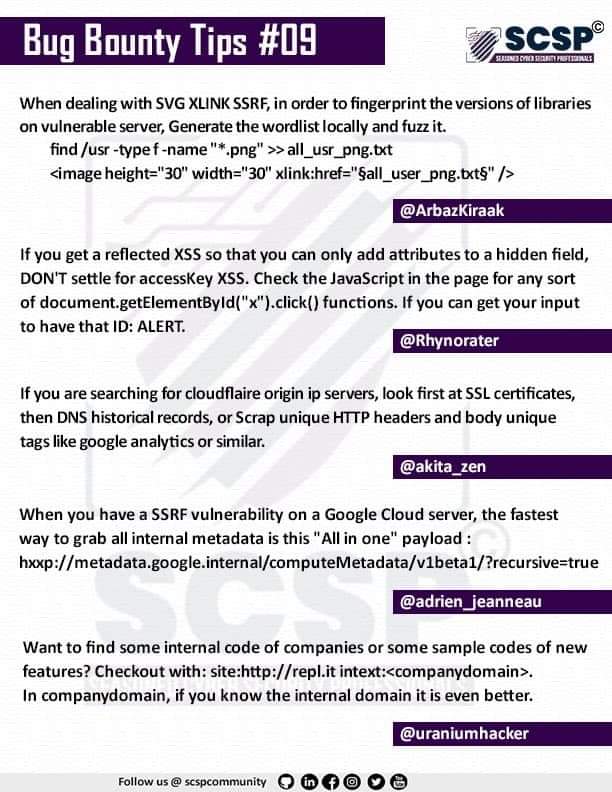 Bug Bounty Tips #09
SCSP©
SEASONED CYBER SECURITY PROFESSIONALS
When dealing with SVG XLINK SSRF, in order to fingerprint the versions of libraries
on vulnerable server, Generate the wordlist locally and fuzz it.
find /usr -type f -name "*.png" >> all_usr_png.txt
<image height="30" width="30" xlink:href="§all_user_png.txt§" />
@ArbazKiraak
If you get a reflected XSS so that you can only add attributes to a hidden field,
DON'T settle for accessKey XSS. Check the JavaScript in the page for any sort
of document.getElementById("x").click() functions. If you can get your input
to have that ID: ALERT.
@Rhynorater
If you are searching for cloudflaire origin ip servers, look first at SSL certificates,
then DNS historical records, or Scrap unique HTTP headers and body unique
tags like google analytics or similar.
@akita_zen
When you have a SSRF vulnerability on a Google Cloud server, the fastest
way to grab all internal metadata is this "All in one" payload :
hxxp://metadata.google.internal/computeMetadata/v1beta1/?recursive=true
@adrien_jeanneau
Want to find some internal code of companies or some sample codes of new
features? Checkout with: site:http://repl.it intext:<companydomain>.
In companydomain, if you know the internal domain it is even better.
@uraniumhacker
SCSP©
SEASONED CYBER SECURITY PROFESSIONALS
Follow us @ scspcommunity